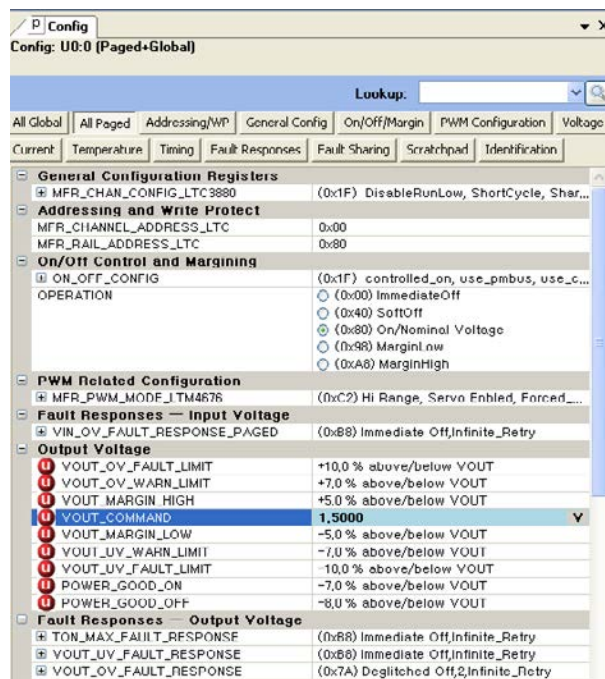 Config
Config: U0:0 (Paged+Global)
Lookup:
All Global All Paged Addressing/WP General Config On/Off/Margin PWM Configuration Voltage
Current Temperature Timing Fault Responses Fault Sharing Scratchpad Identification
General Configuration Registers
MFR_CHAN_CONFIG_LTC3880 (0x1F) DisableRunLow, ShortCycle, Shar...
Addressing and Write Protect
MFR_CHANNEL_ADDRESS_LTC 0x00
MFR_RAIL_ADDRESS_LTC 0x80
On/Off Control and Margining
ON_OFF_CONFIG (0x1F) controlled_on, use_pmbus, use_c...
OPERATION (0x00) ImmediateOff
(0x40) SoftOff
(0x80) On/Nominal Voltage
(0x98) MarginLow
(0xA8) MarginHigh
PWM Related Configuration
MFR_PWM_MODE_LTM4676 (0xC2) Hi Range, Servo Enbled, Forced_...
Fault Responses — Input Voltage
VIN_OV_FAULT_RESPONSE_PAGED (0xB8) Immediate Off,Infinite_Retry
Output Voltage
U VOUT_OV_FAULT_LIMIT +10,0 % above/below VOUT
U VOUT_OV_WARN_LIMIT +7,0 % above/below VOUT
U VOUT_MARGIN_HIGH +5,0 % above/below VOUT
U VOUT_COMMAND 1,5000 V
U VOUT_MARGIN_LOW -5,0 % above/below VOUT
U VOUT_UV_WARN_LIMIT -7,0 % above/below VOUT
U VOUT_UV_FAULT_LIMIT -10,0 % above/below VOUT
U POWER_GOOD_ON -7,0 % above/below VOUT
U POWER_GOOD_OFF -8,0 % above/below VOUT
Fault Responses — Output Voltage
TON_MAX_FAULT_RESPONSE (0xB8) Immediate Off,Infinite_Retry
VOUT_UV_FAULT_RESPONSE (0xB8) Immediate Off,Infinite_Retry
VOUT_OV_FAULT_RESPONSE (0x7A) Deglitched Off,2,Infinite_Retry